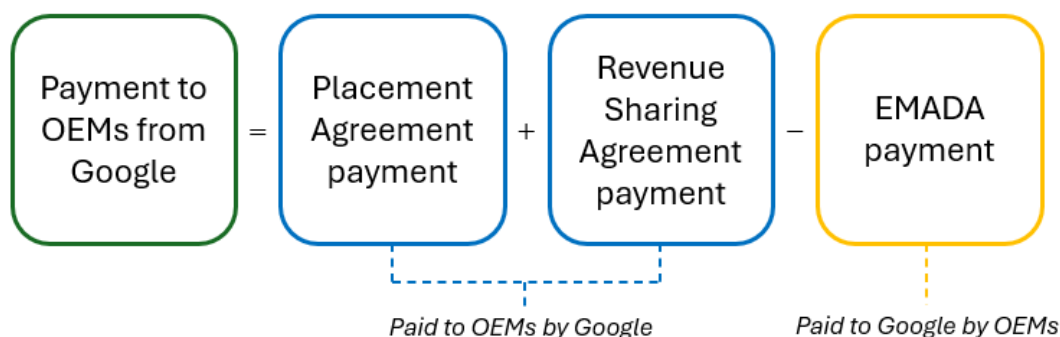 Payment to
OEMs from
Google
=
Placement
Agreement
payment
+
Revenue
Sharing
Agreement
payment
−
EMADA
payment
Paid to OEMs by Google
Paid to Google by OEMs